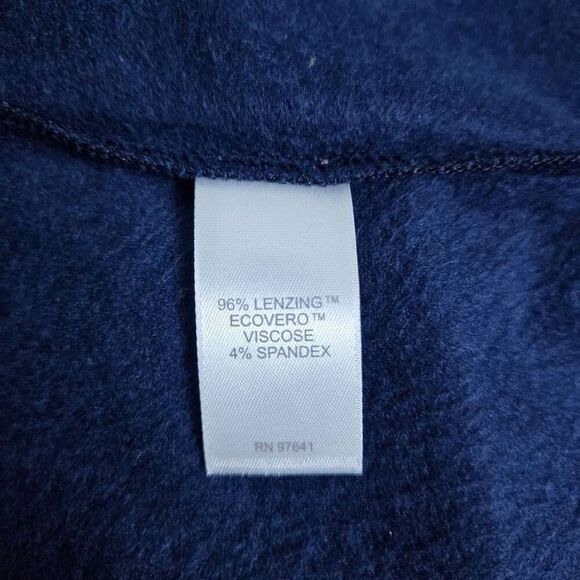 96% LENZING™
ECOVERO™
VISCOSE
4% SPANDEX
RN 97641